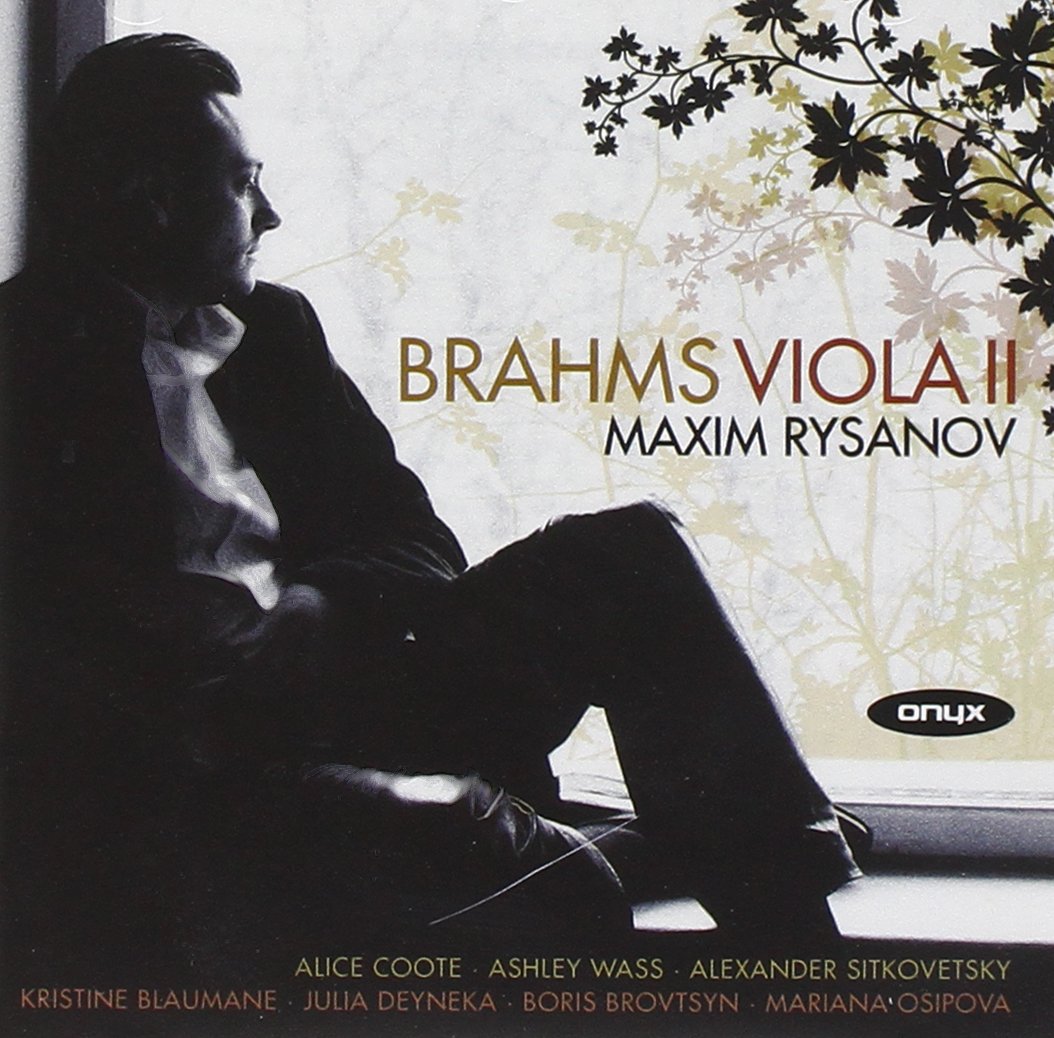 BRAHMS VIOLA II
MAXIM RYSANOV
onyx
ALICE COOTE · ASHLEY WASS · ALEXANDER SITKOVETSKY
KRISTINE BLAUMANE · JULIA DEYNEKA · BORIS BROVTSYN · MARIANA OSIPOVA